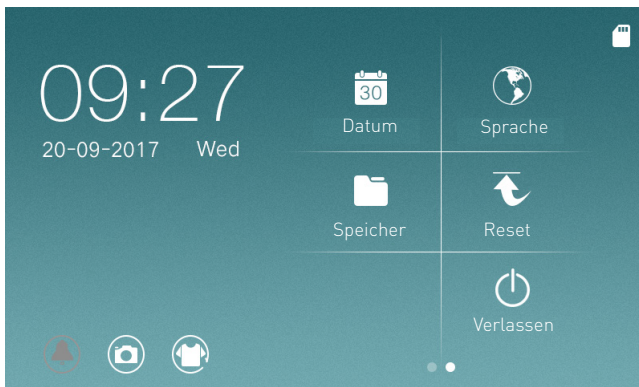 09:27
20-09-2017 Wed
30
Datum
Sprache
Speicher
Reset
Verlassen